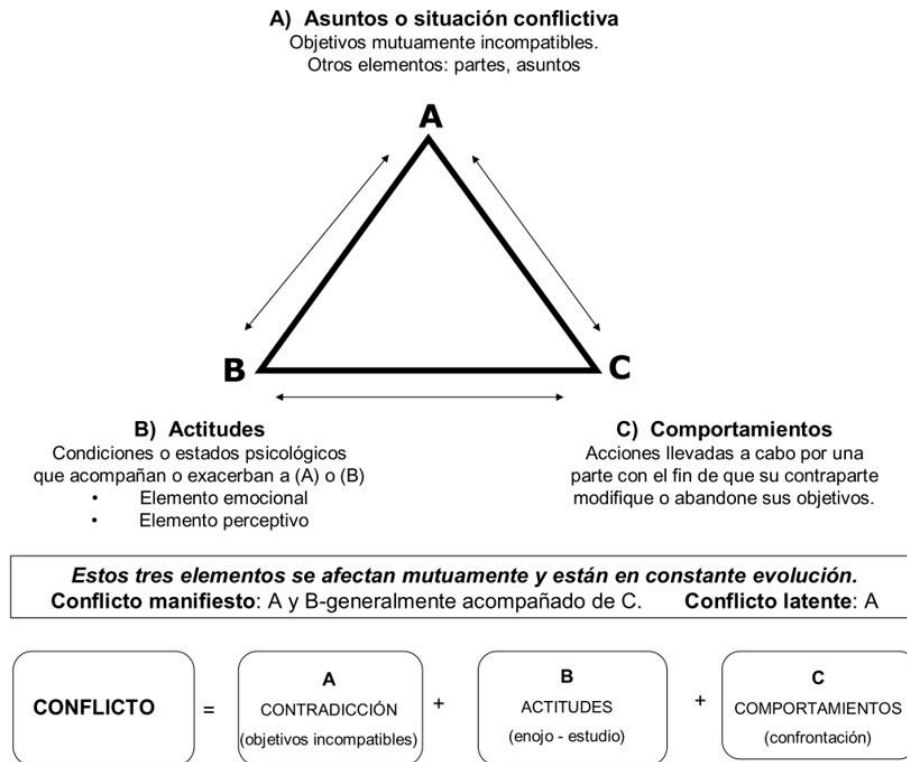 A) Asuntos o situación conflictiva
Objetivos mutuamente incompatibles.
Otros elementos: partes, asuntos
A
B
C
B) Actitudes
Condiciones o estados psicológicos
que acompañan o exacerban a (A) o (B)
• Elemento emocional
• Elemento perceptivo
C) Comportamientos
Acciones llevadas a cabo por una
parte con el fin de que su contraparte
modifique o abandone sus objetivos.
Estos tres elementos se afectan mutuamente y están en constante evolución.
Conflicto manifiesto: A y B-generalmente acompañado de C. Conflicto latente: A
CONFLICTO
=
A
CONTRADICCIÓN
(objetivos incompatibles)
+
B
ACTITUDES
(enojo - estudio)
+
C
COMPORTAMIENTOS
(confrontación)